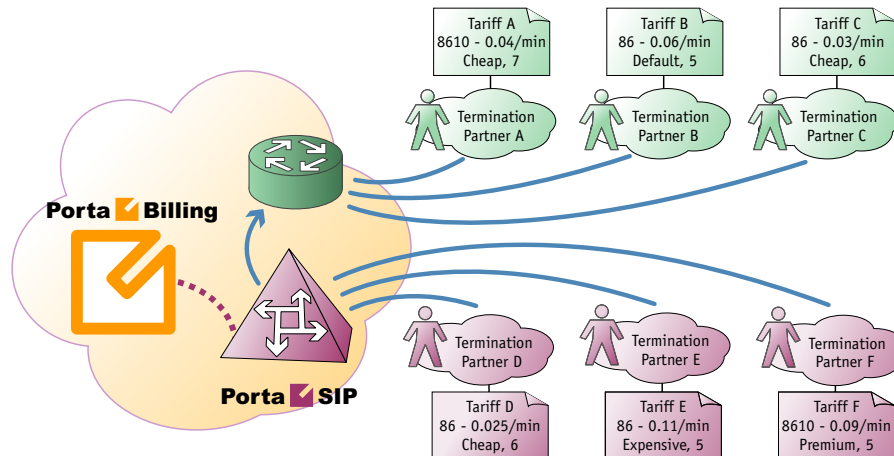 Tariff A
8610 - 0.04/min
Cheap, 7
Tariff B
86 - 0.06/min
Default, 5
Tariff C
86 - 0.03/min
Cheap, 6
Termination
Partner A
Termination
Partner B
Termination
Partner C
Porta Billing
Porta SIP
Termination
Partner D
Termination
Partner E
Termination
Partner F
Tariff D
86 - 0.025/min
Cheap, 6
Tariff E
86 - 0.11/min
Expensive, 5
Tariff F
8610 - 0.09/min
Premium, 5